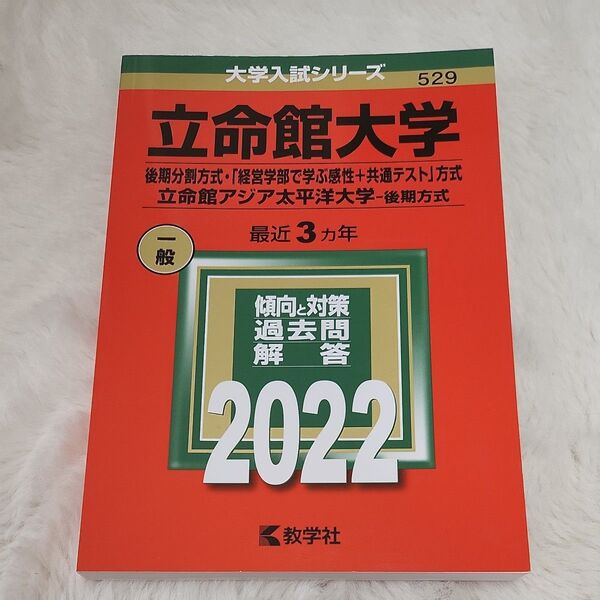 大学入試シリーズ
529
立命館大学
後期分割方式・「経営学部で学ぶ感性+共通テスト」方式
立命館アジア太平洋大学-後期方式
最近3カ年
一般
傾向と対策
過去問
解答
2022
教学社